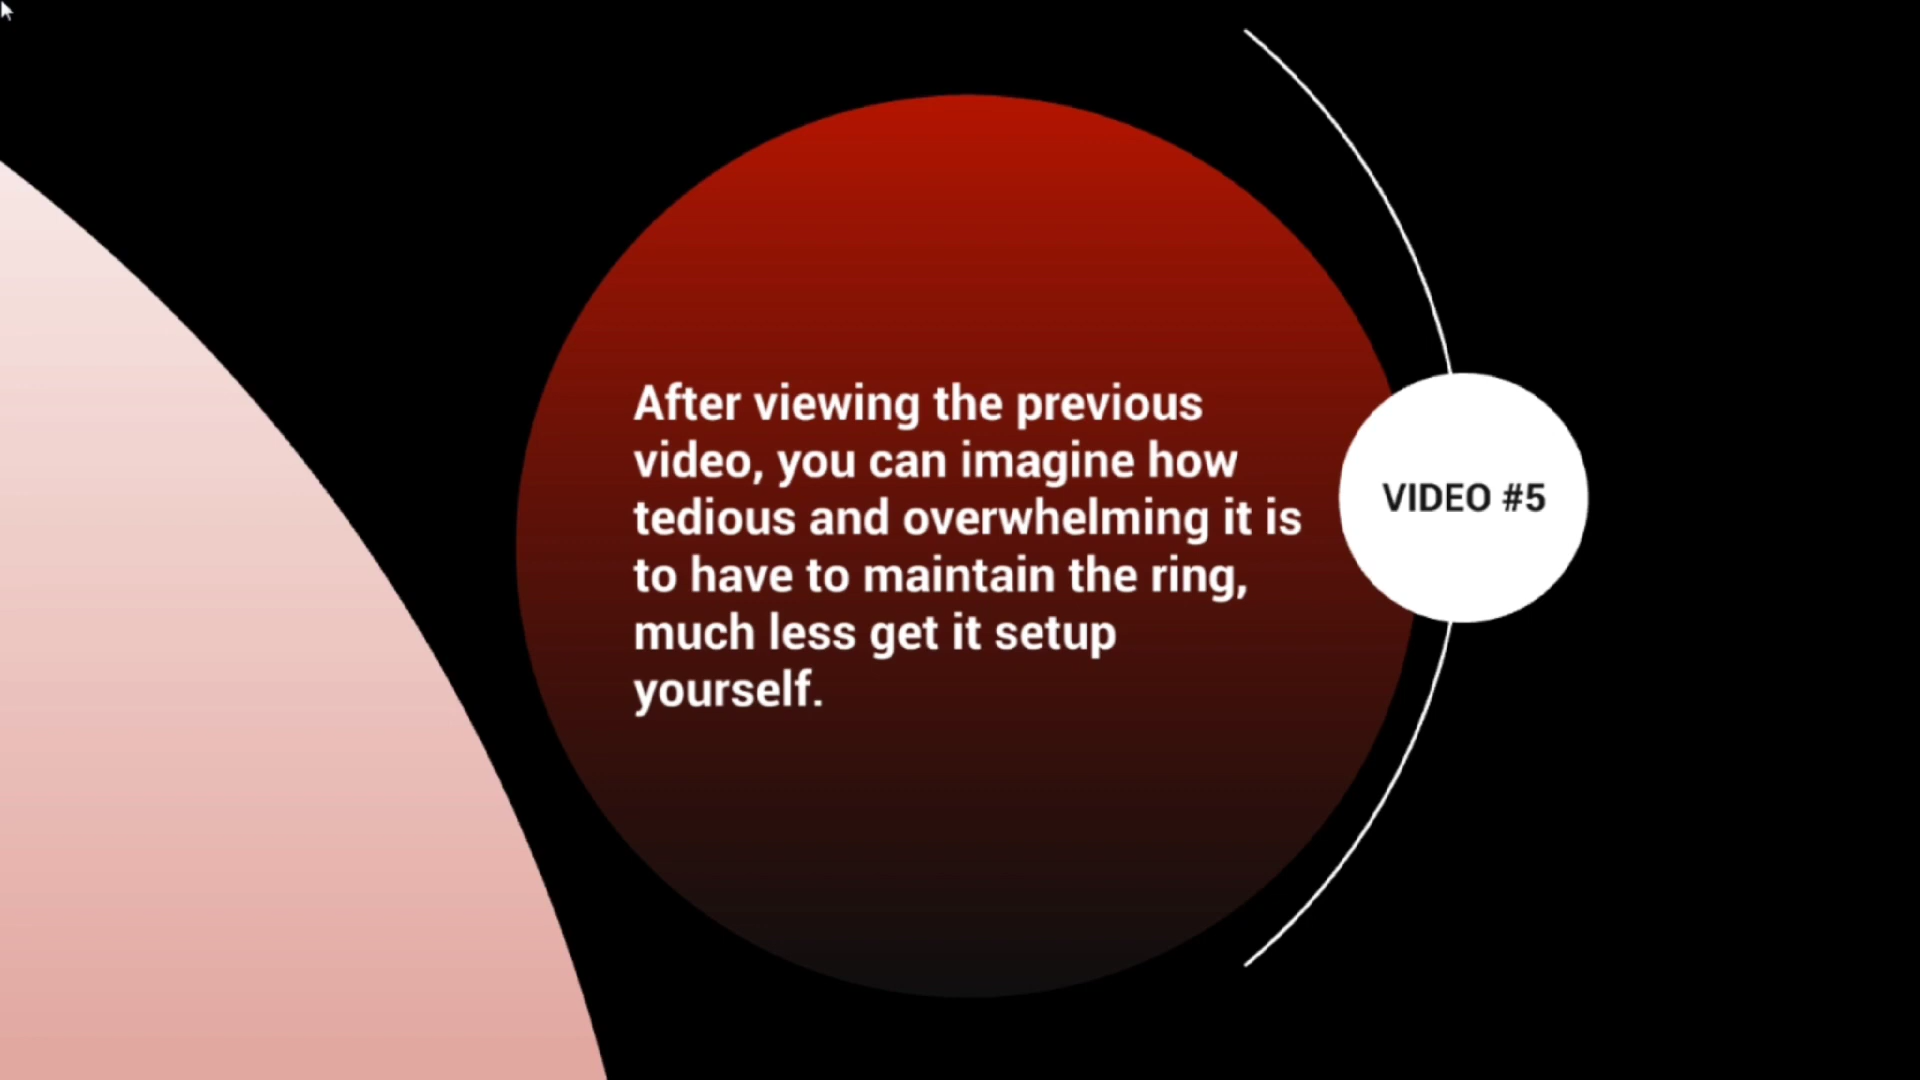 After viewing the previous
video, you can imagine how
tedious and overwhelming it is
to have to maintain the ring,
much less get it setup
yourself.
VIDEO #5